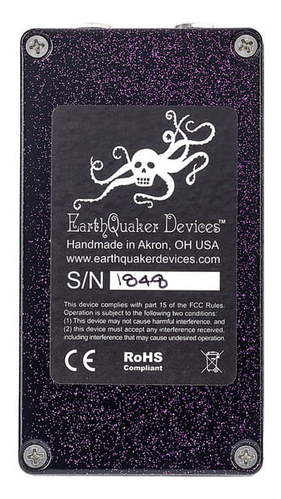 EarthQuaker Devices™
Handmade in Akron, OH USA
www.earthquakerdevices.com
S/N 1848
This device complies with part 15 of the FCC Rules.
Operation is subject to the following two conditions:
(1) This device may not cause harmful interference, and
(2) this device must accept any interference received,
including interference that may cause undesired operation
CE
RoHS
Compliant